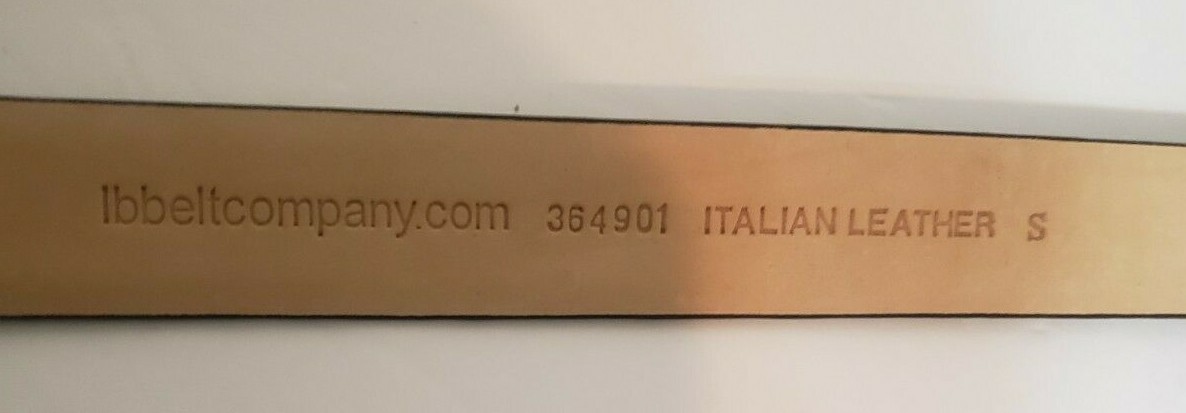 lbbeltcompany.com 364901 ITALIAN LEATHER S